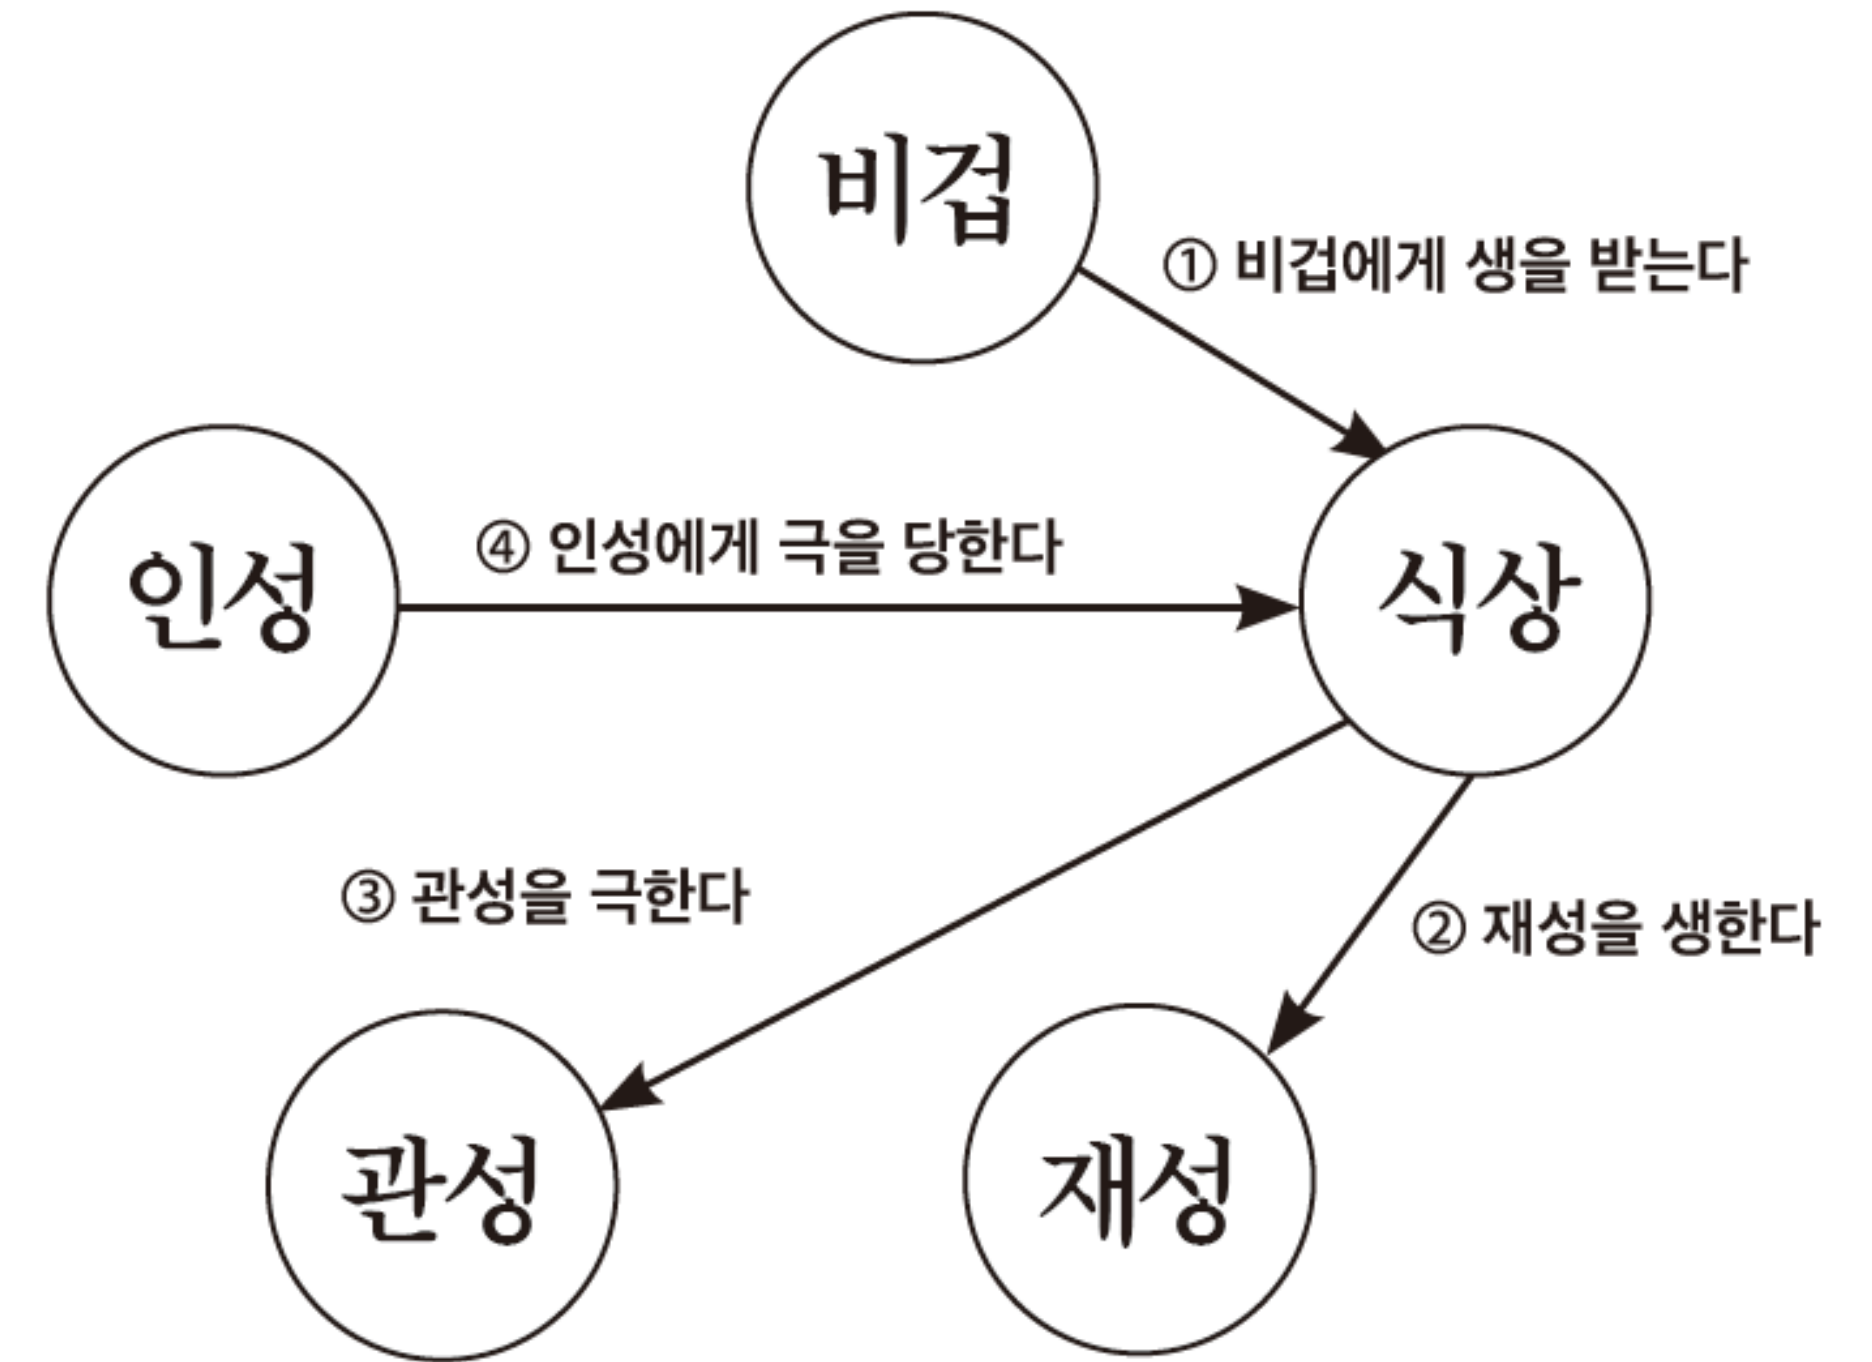 비겁
① 비겁에게 생을 받는다
인성
④ 인성에게 극을 당한다
식상
③ 관성을 극한다
② 재성을 생한다
관성
재성